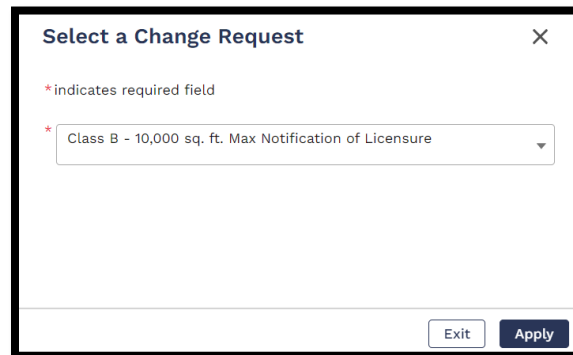 Select a Change Request
*indicates required field
*
Class B - 10,000 sq. ft. Max Notification of Licensure
Exit Apply